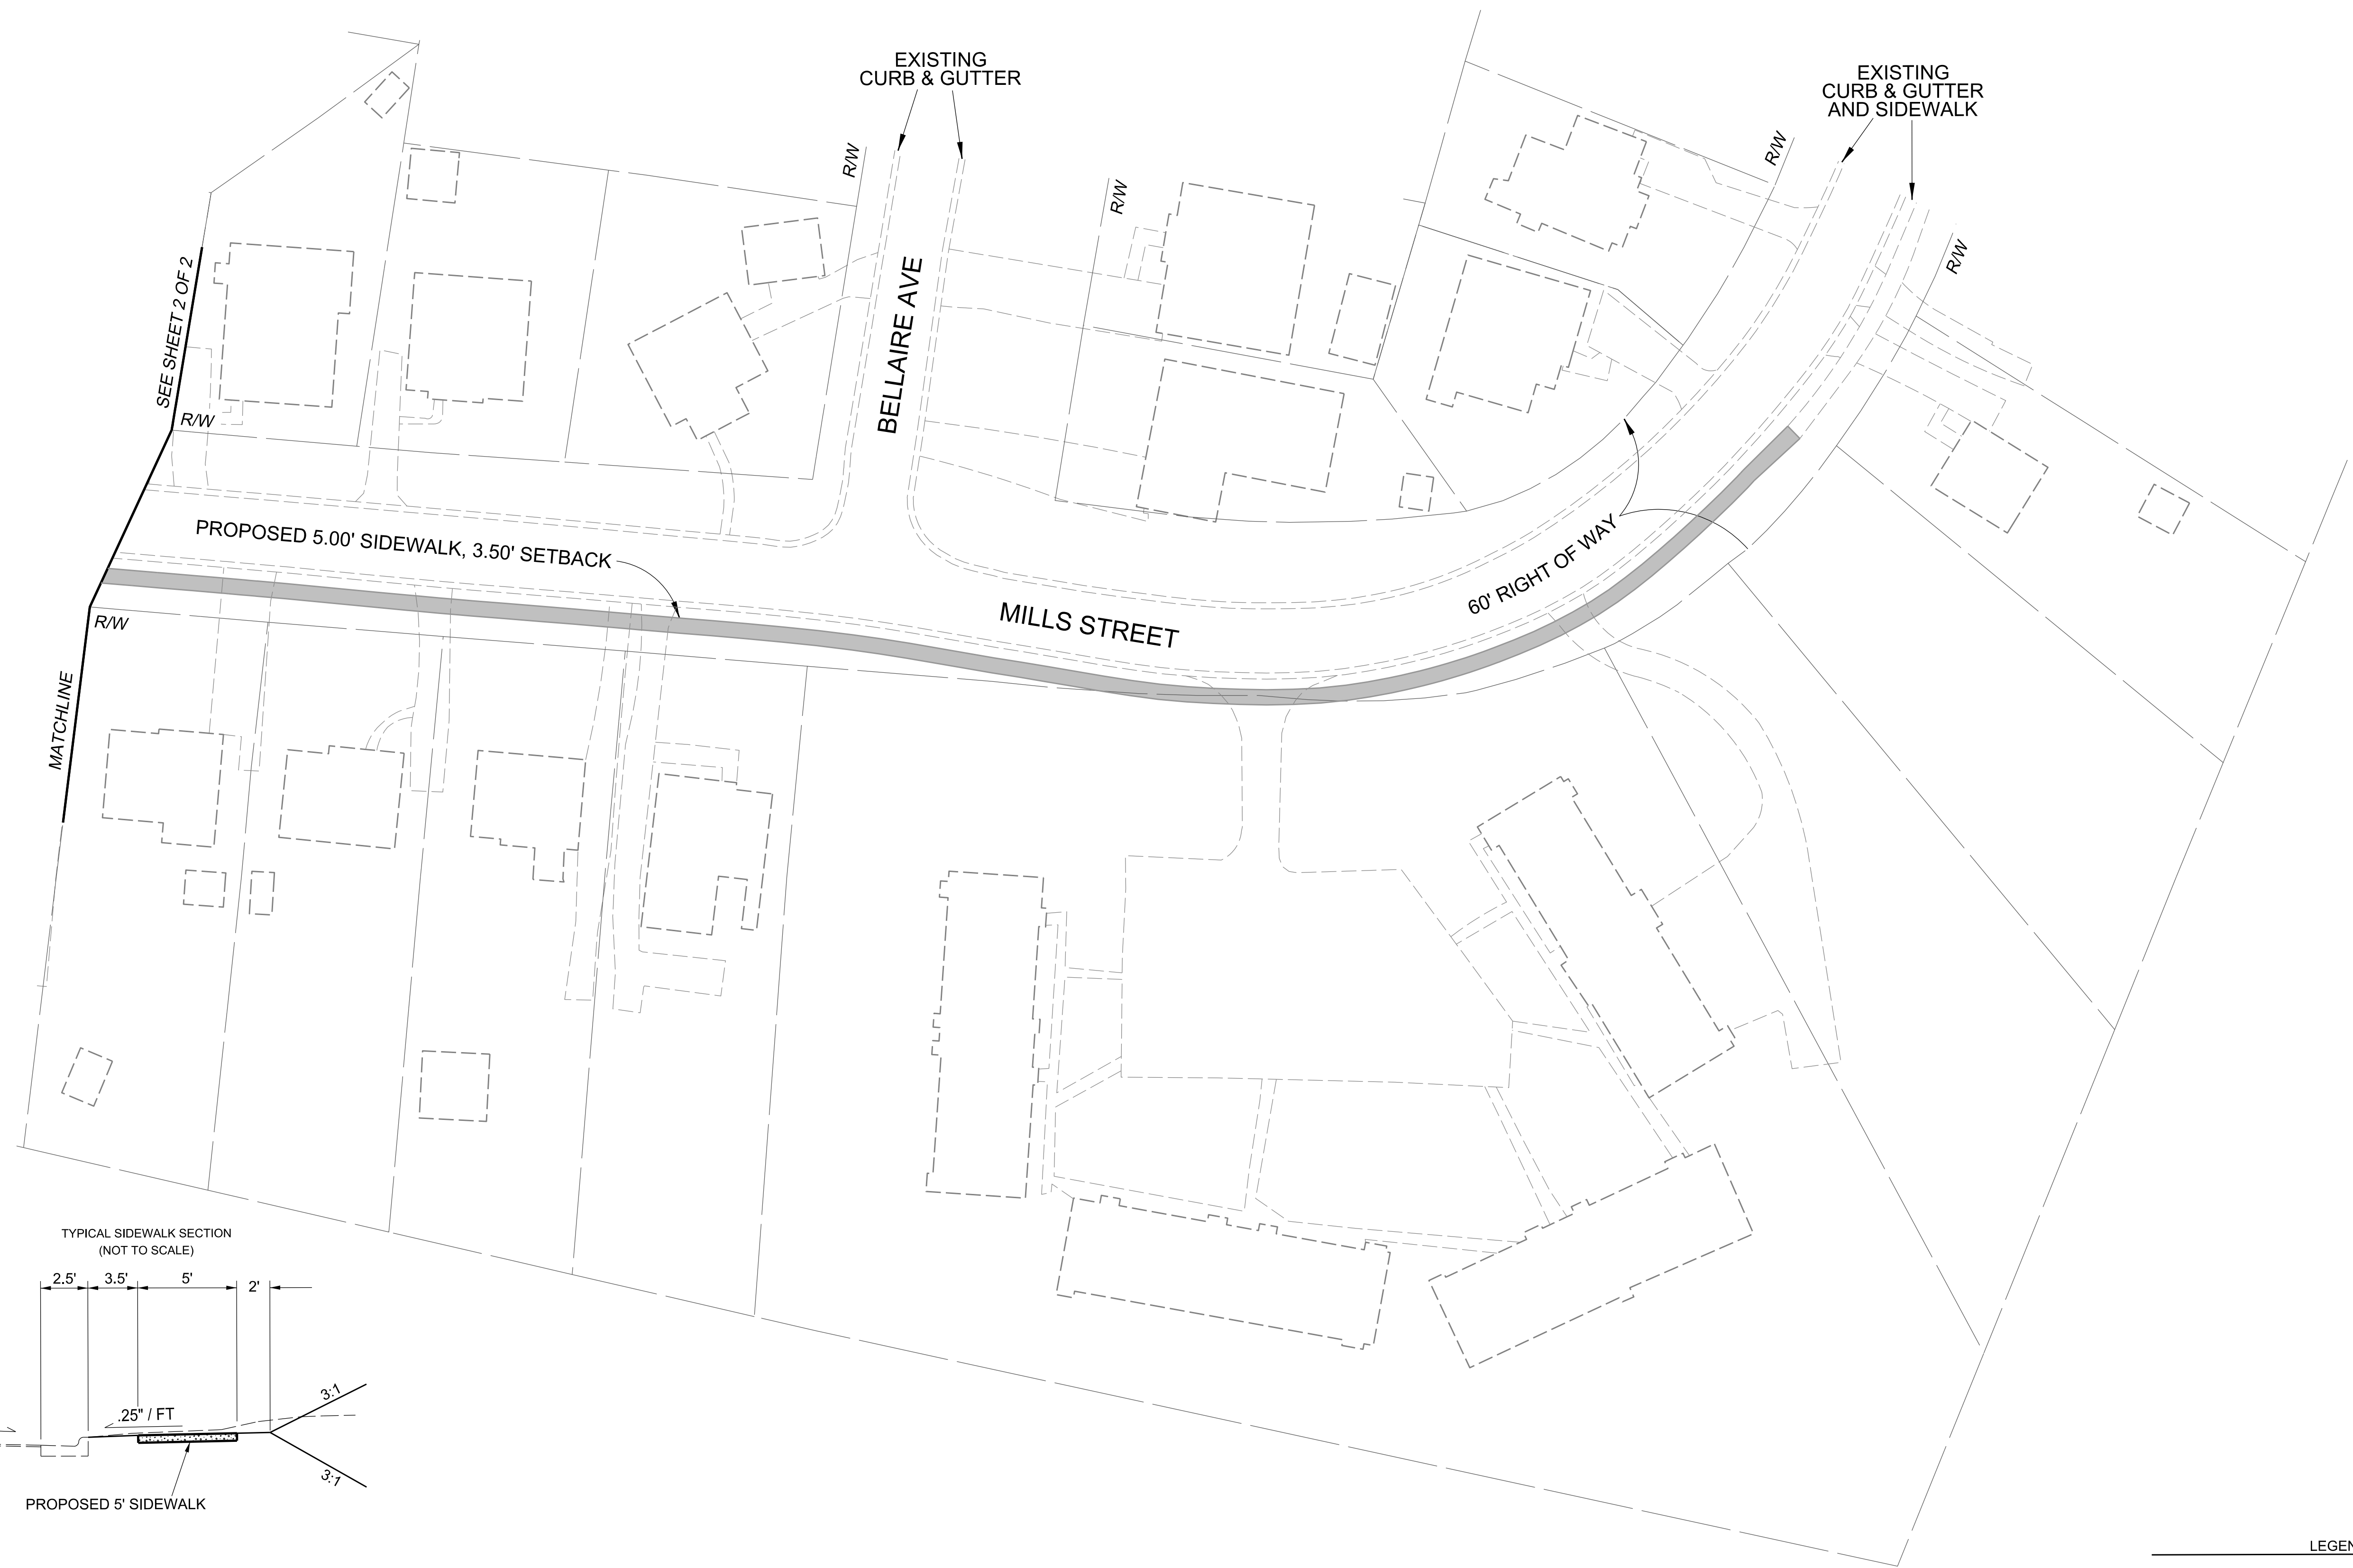 EXISTING
CURB & GUTTER
EXISTING
CURB & GUTTER
AND SIDEWALK
R/W
R/W
R/W
R/W
SEE SHEET 2 OF 2
BELLAIRE AVE
R/W
PROPOSED 5.00' SIDEWALK, 3.50' SETBACK
60' RIGHT OF WAY
MILLS STREET
R/W
MATCHLINE
TYPICAL SIDEWALK SECTION
(NOT TO SCALE)
2.5' 3.5' 5' 2'
3:1
.25" / FT
3:1
PROPOSED 5' SIDEWALK
LEGEN